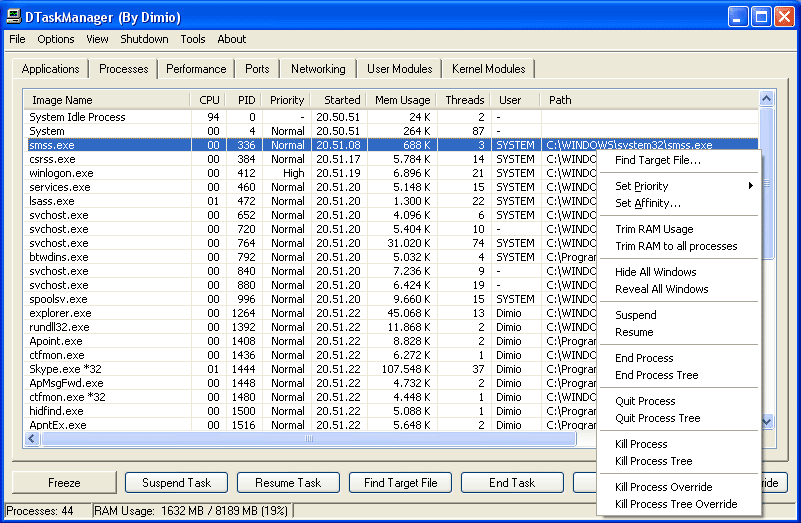 DTaskManager (By Dimio)
File Options View Shutdown Tools About
Applications Processes Performance Ports Networking User Modules Kernel Modules
Image Name CPU PID Priority Started Mem Usage Threads User Path
System Idle Process 94 0 - 20.50.51 24 K 2 -
System 00 4 Normal 20.50.51 264 K 87 -
smss.exe 00 336 Normal 20.51.08 688 K 3 SYSTEM C:\WINDOWS\system32\smss.exe
csrss.exe 00 384 Normal 20.51.17 5.784 K 14 SYSTEM C:\WIND
winlogon.exe 00 412 High 20.51.19 6.896 K 21 SYSTEM C:\WINDO
services.exe 00 460 Normal 20.51.20 5.148 K 15 SYSTEM C:\WINDO
lsass.exe 01 472 Normal 20.51.20 1.300 K 22 SYSTEM C:\WINDO
svchost.exe 00 652 Normal 20.51.20 4.096 K 6 SYSTEM C:\WINDO
svchost.exe 00 720 Normal 20.51.20 5.404 K 10 - C:\WINDO
svchost.exe 00 764 Normal 20.51.20 31.020 K 74 SYSTEM C:\WINDO
btwdins.exe 00 792 Normal 20.51.20 5.032 K 4 SYSTEM C:\Program
svchost.exe 00 840 Normal 20.51.20 7.236 K 9 - C:\WINDO
svchost.exe 00 880 Normal 20.51.20 6.424 K 19 - C:\WINDO
spoolsv.exe 00 996 Normal 20.51.20 9.660 K 15 SYSTEM C:\WINDO
explorer.exe 00 1264 Normal 20.51.22 45.068 K 13 Dimio C:\WINDO
rundll32.exe 00 1392 Normal 20.51.22 11.868 K 2 Dimio C:\WINDO
Apoint.exe 00 1408 Normal 20.51.22 8.828 K 2 Dimio C:\Program
ctfmon.exe 00 1436 Normal 20.51.22 6.272 K 1 Dimio C:\WINDO
Skype.exe *32 01 1444 Normal 20.51.22 107.548 K 37 Dimio C:\Program
ApMsgFwd.exe 00 1448 Normal 20.51.22 4.732 K 2 Dimio C:\Program
ctfmon.exe *32 00 1480 Normal 20.51.22 4.448 K 1 Dimio C:\WINDO
hidfind.exe 00 1500 Normal 20.51.22 5.088 K 1 Dimio C:\Program
ApntEx.exe 00 1516 Normal 20.51.22 5.648 K 2 Dimio C:\Program
Find Target File...
Set Priority
Set Affinity...
Trim RAM Usage
Trim RAM to all processes
Hide All Windows
Reveal All Windows
Suspend
Resume
End Process
End Process Tree
Quit Process
Quit Process Tree
Kill Process
Kill Process Tree
Kill Process Override
Kill Process Tree Override
Freeze Suspend Task Resume Task Find Target File End Task
Processes: 44 RAM Usage: 1632 MB / 8189 MB (19%)